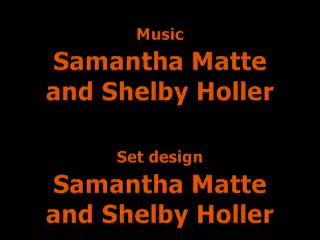 Music
Samantha Matte
and Shelby Holler
Set design
Samantha Matte
and Shelby Holler